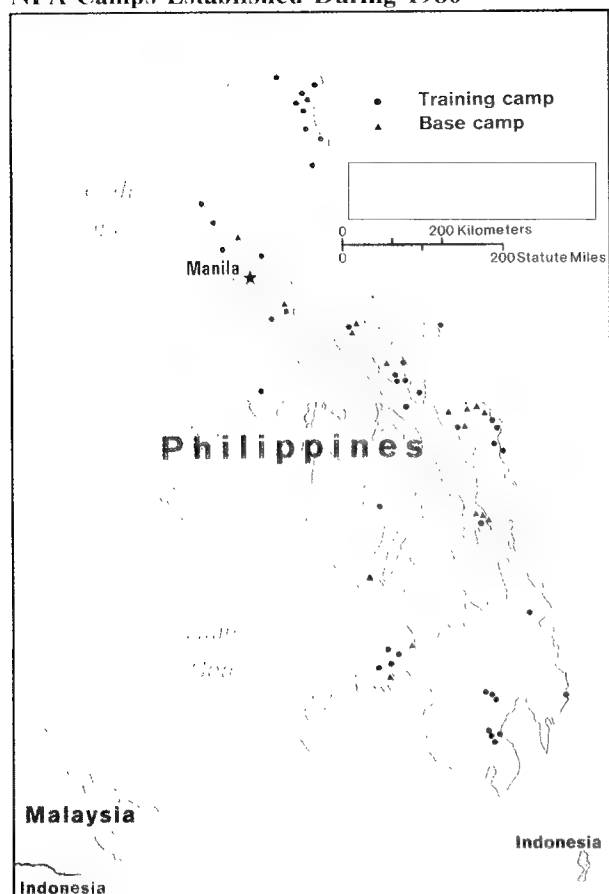 NPA Camps Established During 1980
Training camp
Base camp
0 200 Kilometers
0 200 Statute Miles
Manila
Philippines
Malaysia
Indonesia
Indonesia